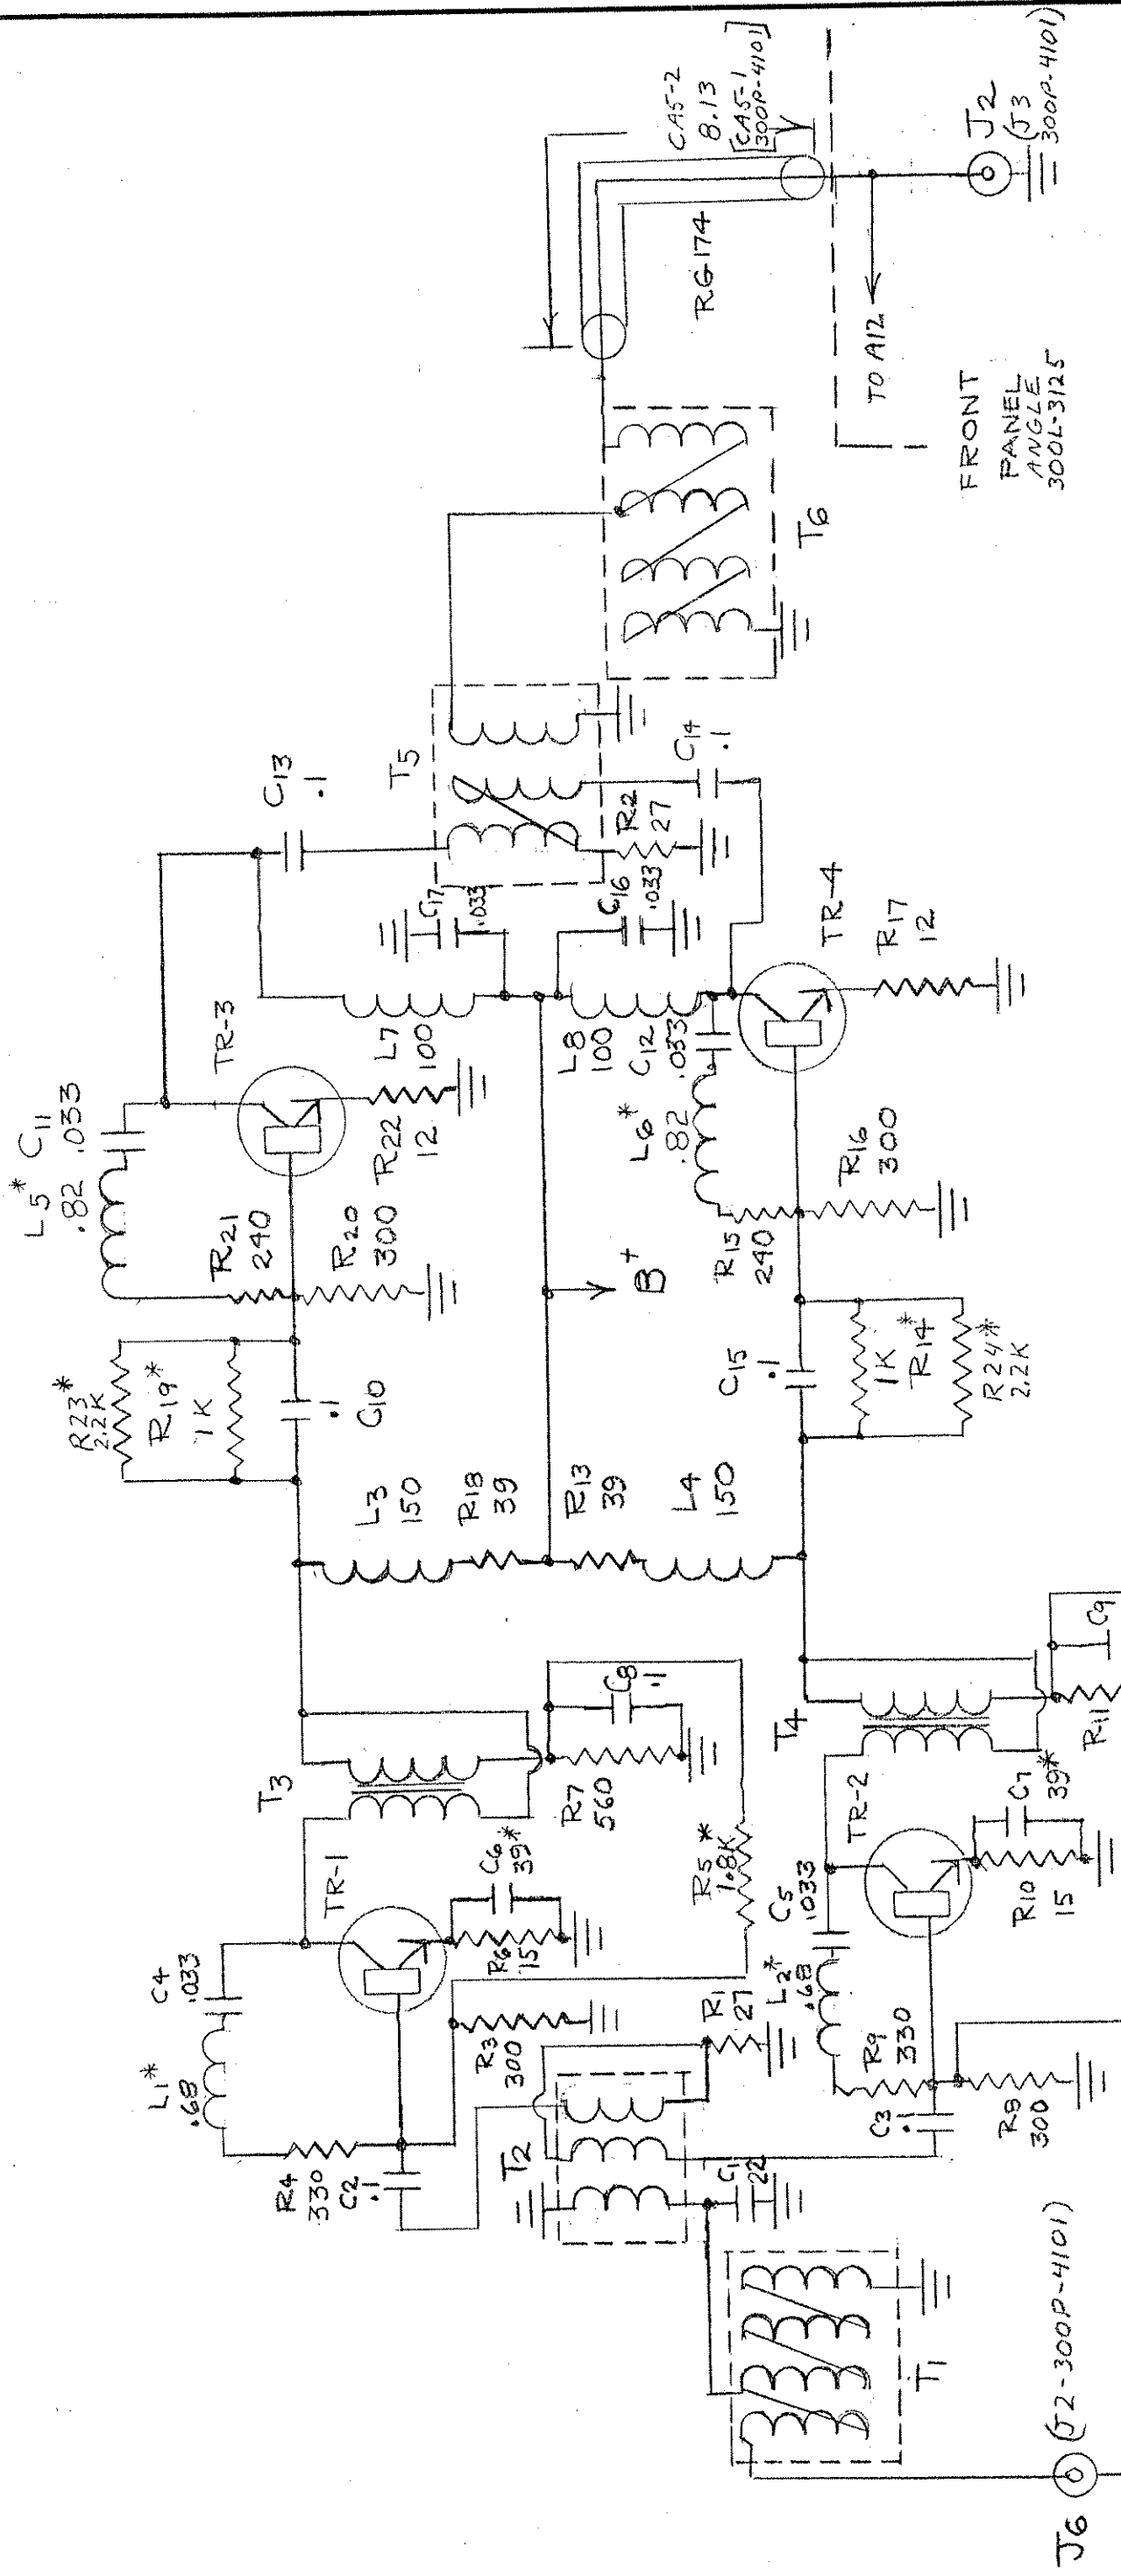 J6
(J2-300P-4101)
T1
C1
22
T2
R1
27
R4
330
C2
.1
L1*
.68
C4
.033
TR-1
R3
300
R6
15
C6
39*
R5*
1.8K
T3
R7
560
C8
.1
C3
.1
R8
300
R9
330
L2*
.68
C5
.033
TR-2
R10
15
C7
39*
T4
R11
C9
L3
150
R18
39
R13
39
L4
150
R23*
2.2K
R19*
1K
.1
C10
C15
.1
1K
R14*
R24*
2.2K
B+
R21
240
R20
300
L5*
.82
C11
.033
TR-3
R22
12
L7
100
L8
100
C12
.033
L6*
.82
R15
240
R16
300
TR-4
R17
12
C17
.033
C16
.033
C13
.1
T5
R2
27
C14
.1
T6
RG174
CA5-2
8.13
[CA5-1
300P-4101]
TO A12
FRONT
PANEL
ANGLE
300L-3125
J2
(J3
300P-4101)